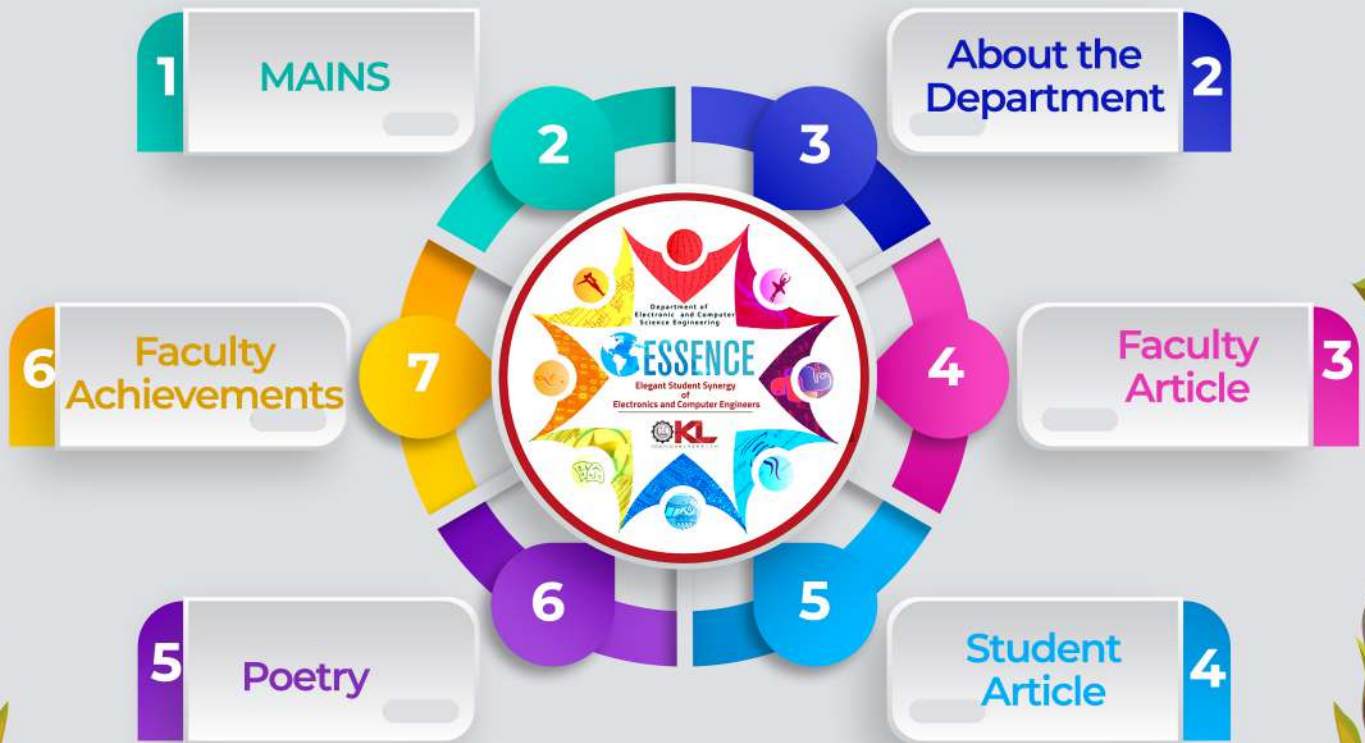 1
MAINS
2
3
About the
Department
2
6
Faculty
Achievements
7
Department of
Electronic and Computer
Science Engineering
ESSENCE
Elegant Student Synergy
of
Electronics and Computer Engineers
KL
4
Faculty
Article
3
5
Poetry
6
5
Student
Article
4